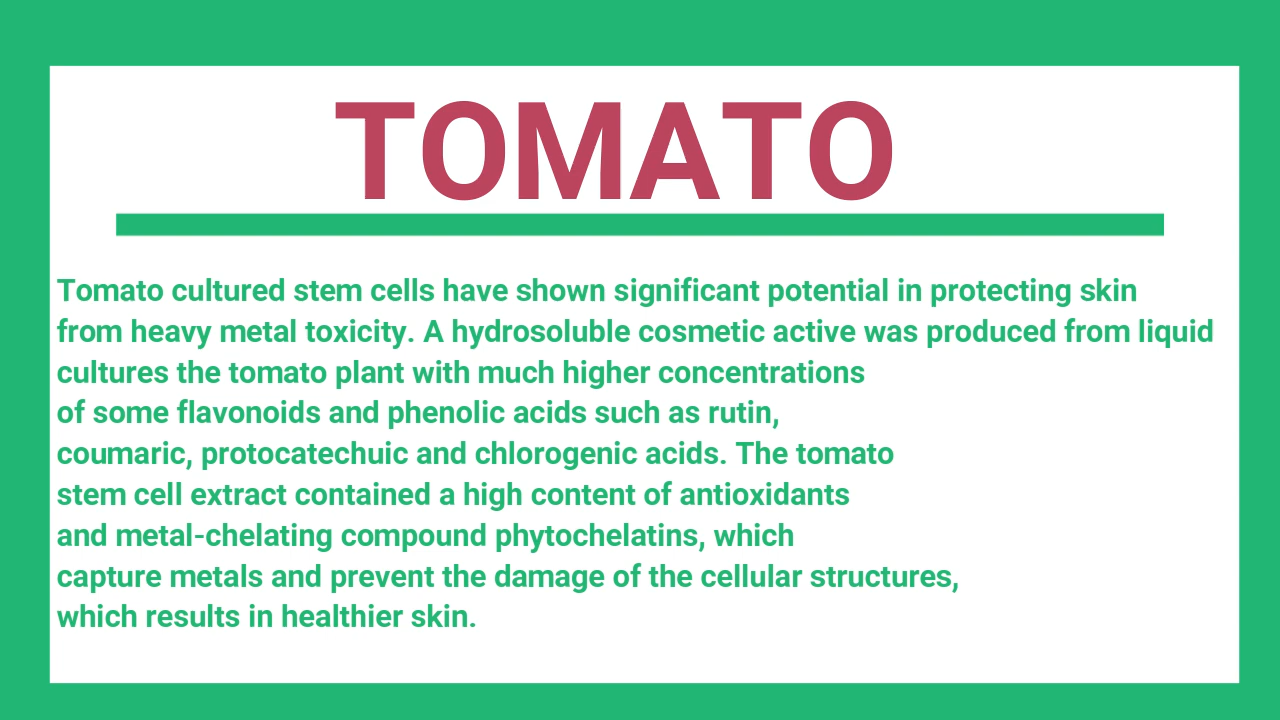 TOMATO
Tomato cultured stem cells have shown significant potential in protecting skin
from heavy metal toxicity. A hydrosoluble cosmetic active was produced from liquid
cultures the tomato plant with much higher concentrations
of some flavonoids and phenolic acids such as rutin,
coumaric, protocatechuic and chlorogenic acids. The tomato
stem cell extract contained a high content of antioxidants
and metal-chelating compound phytochelatins, which
capture metals and prevent the damage of the cellular structures,
which results in healthier skin.